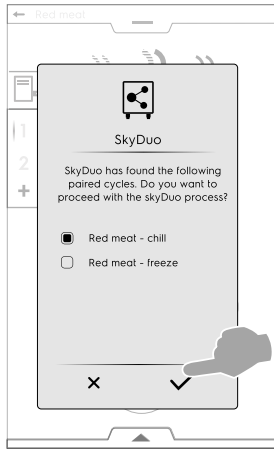 Red meat
1
2
+
SkyDuo
SkyDuo has found the following
paired cycles. Do you want to
proceed with the skyDuo process?
Red meat - chill
Red meat - freeze